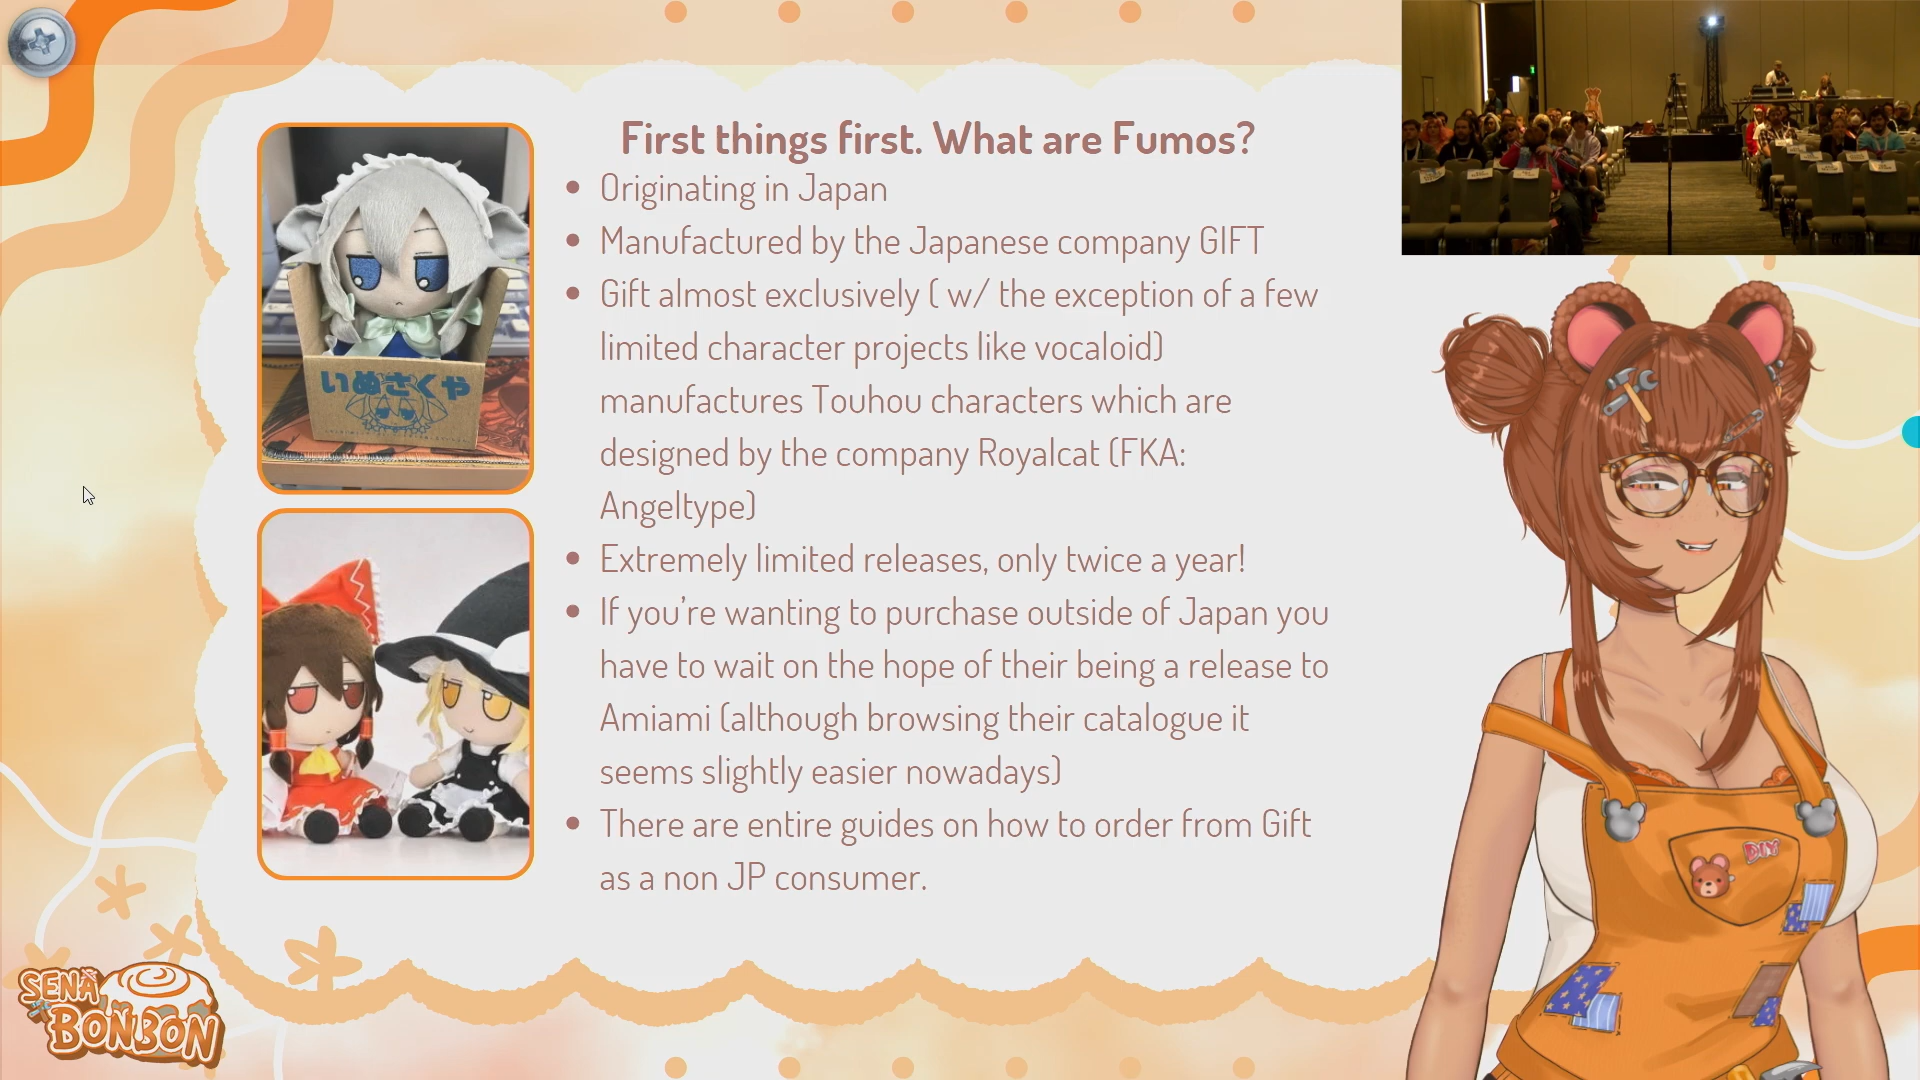 First things first. What are Fumos?
• Originating in Japan
• Manufactured by the Japanese company GIFT
• Gift almost exclusively ( w/ the exception of a few
limited character projects like vocaloid)
manufactures Touhou characters which are
designed by the company Royalcat (FKA:
Angeltype)
• Extremely limited releases, only twice a year!
• If you're wanting to purchase outside of Japan you
have to wait on the hope of their being a release to
Amiami (although browsing their catalogue it
seems slightly easier nowadays)
• There are entire guides on how to order from Gift
as a non JP consumer.
いぬさくや
DIY
SENA
BONBON